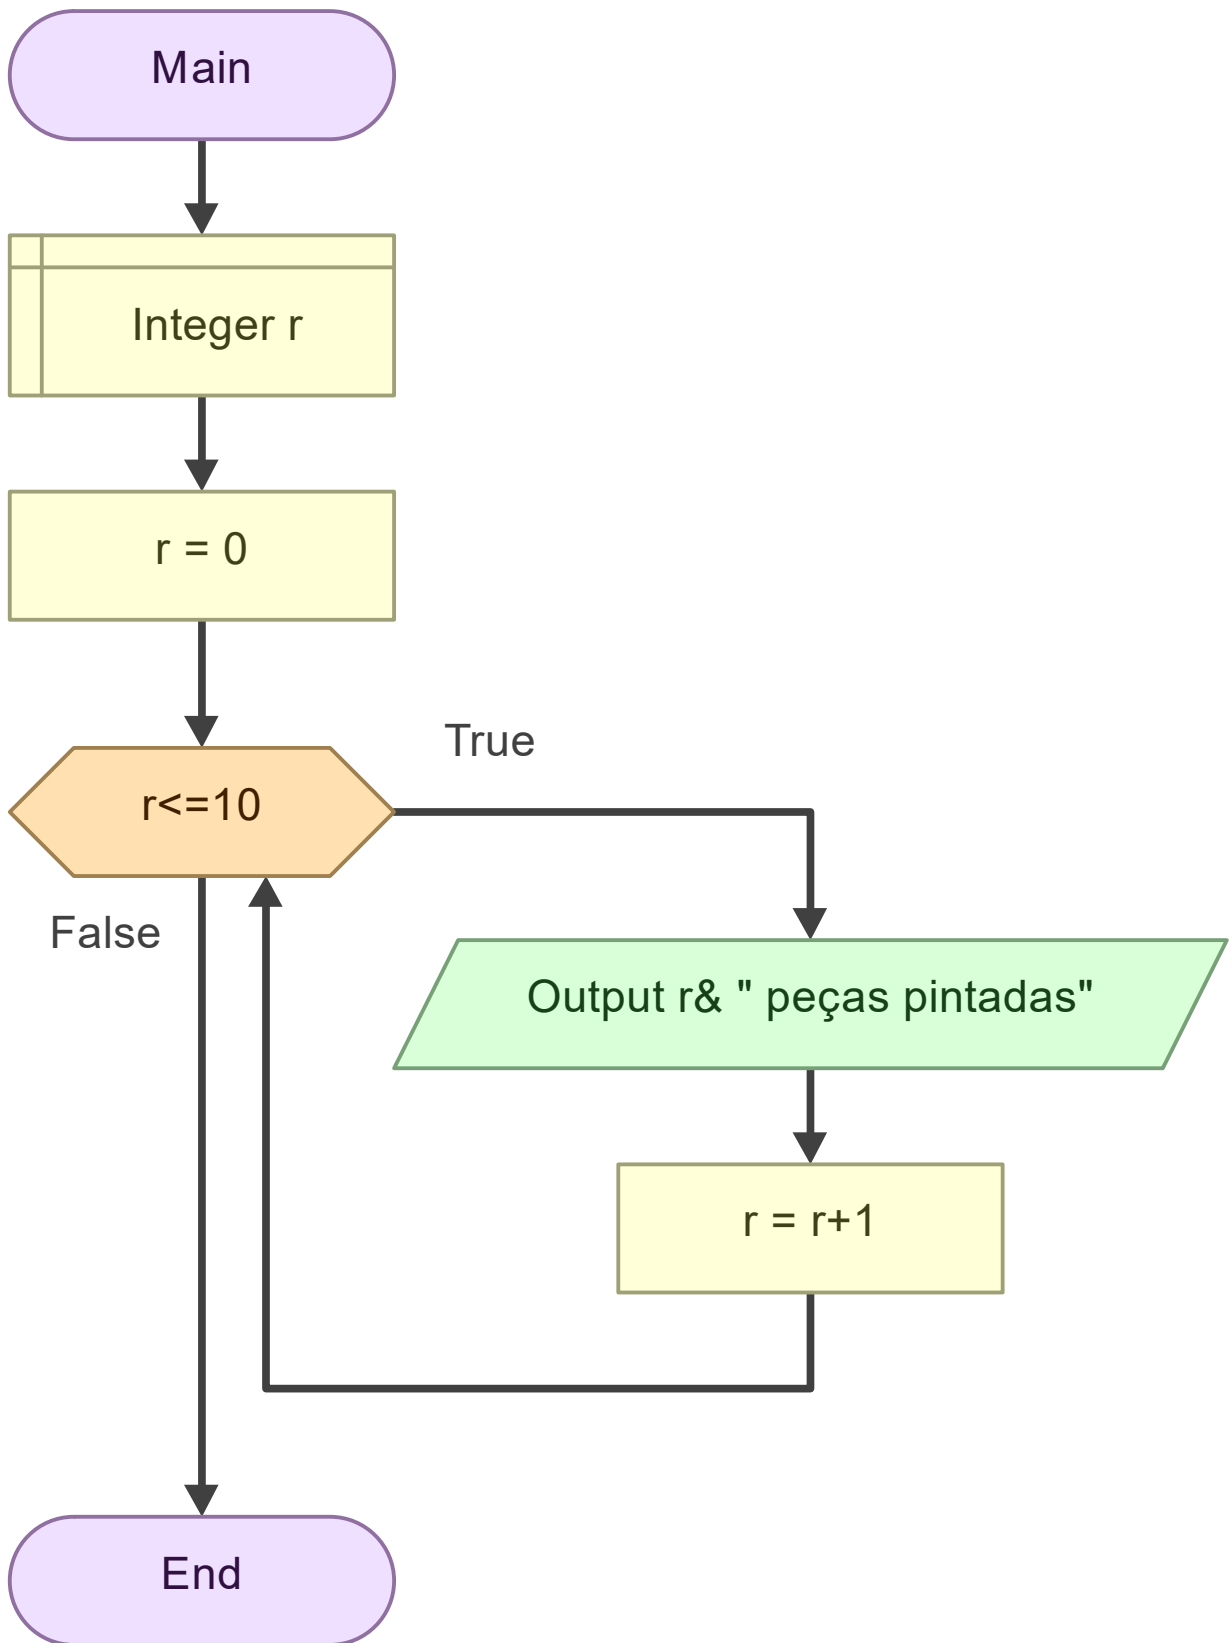 Main
Integer r
r = 0
r<=10
True
False
Output r& " peças pintadas"
r = r+1
End